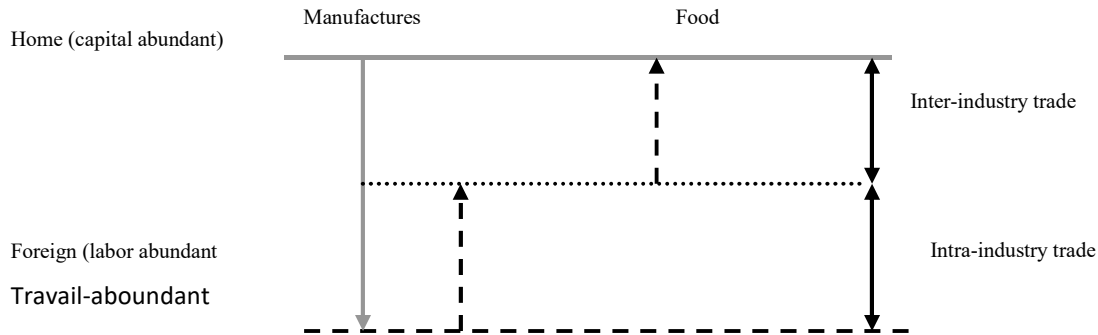 Manufactures Food
Home (capital abundant)
Inter-industry trade
Foreign (labor abundant
Intra-industry trade
Travail-aboundant